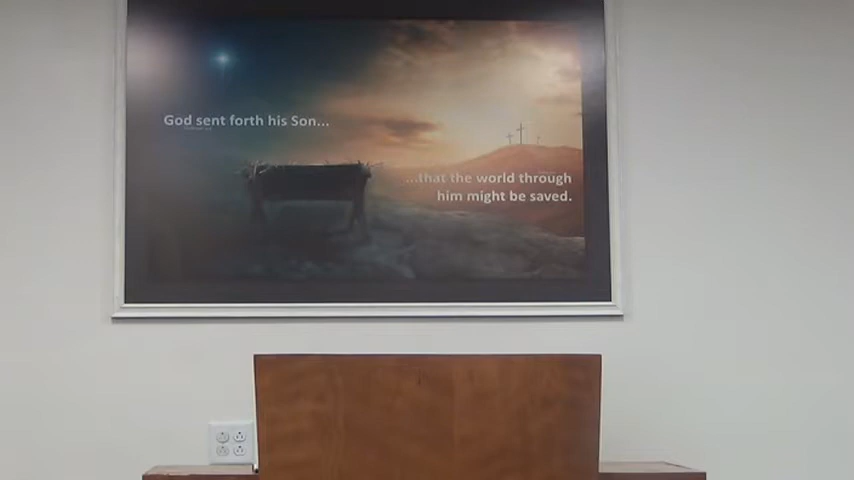 God sent forth his Son...
...that the world through
him might be saved.